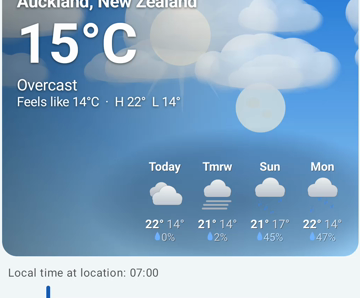 Auckland, New Zealand
15°C
Overcast
Feels like 14°C · H 22° L 14°
Today Tmrw Sun Mon
22° 14° 21° 14° 21° 17° 22° 14°
0% 2% 45% 47%
Local time at location: 07:00